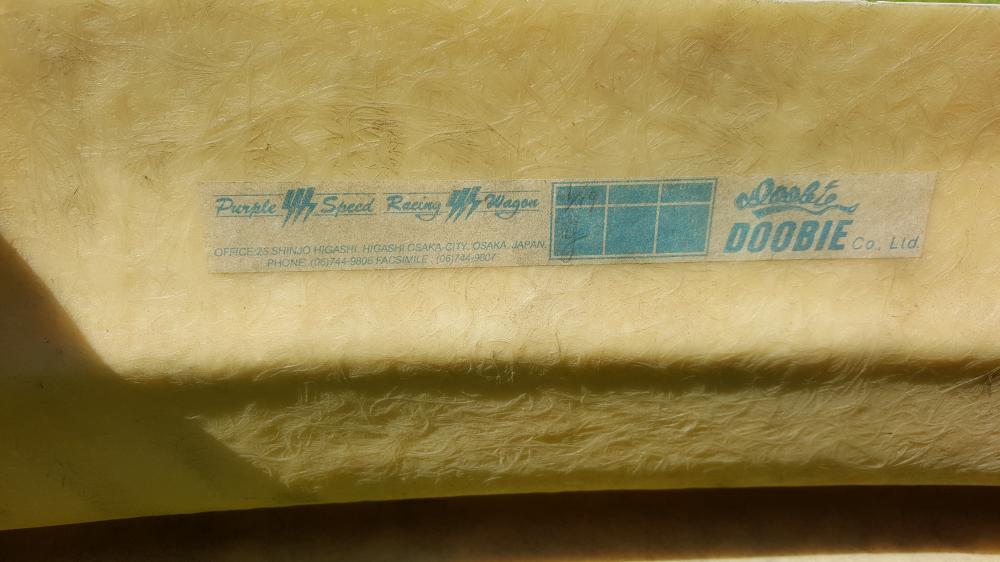 Purple Speed Racing Wagon
OFFICE:25 SHINJO HIGASHI, HIGASHI OSAKA-CITY, OSAKA, JAPAN.
PHONE: (06)744-9806 FACSIMILE : (06)744-9807
Doobie
DOOBIE Co., Ltd.